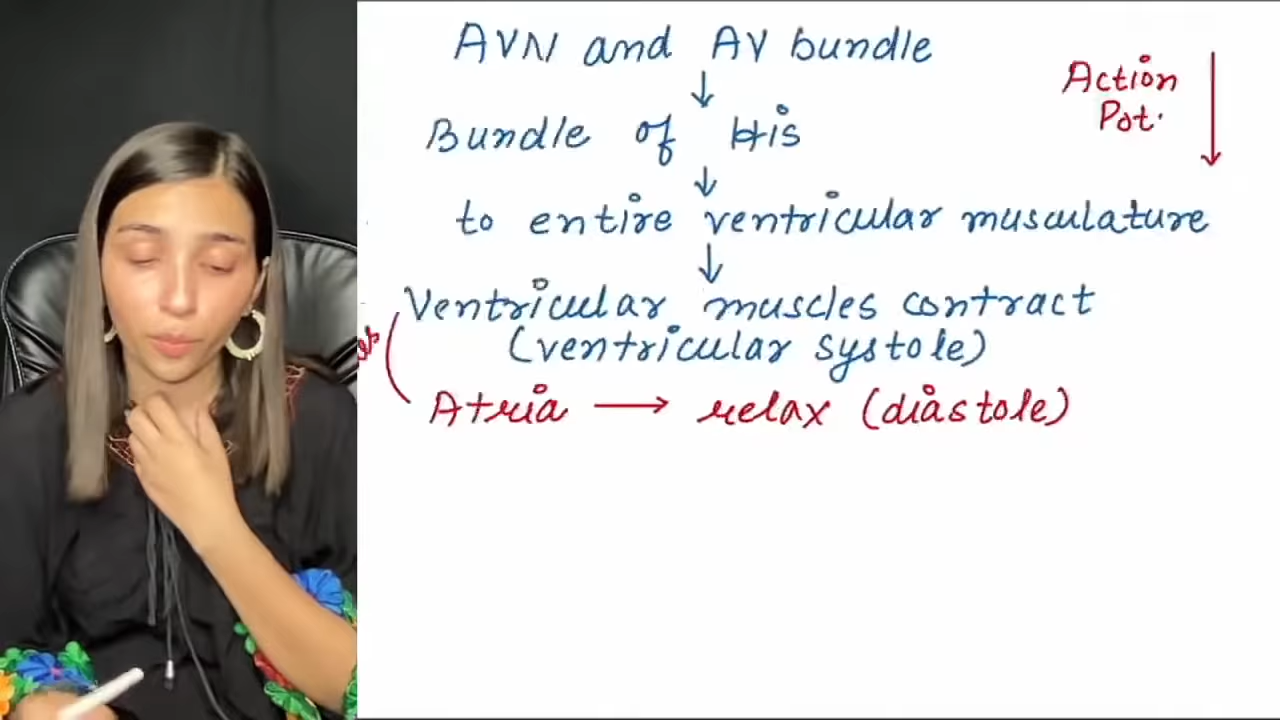 AVN and AV bundle
↓
Bundle of His
↓
to entire ventricular musculature
↓
Ventricular muscles contract
(ventricular systole)
Atria → relax (diastole)
Action
Pot.